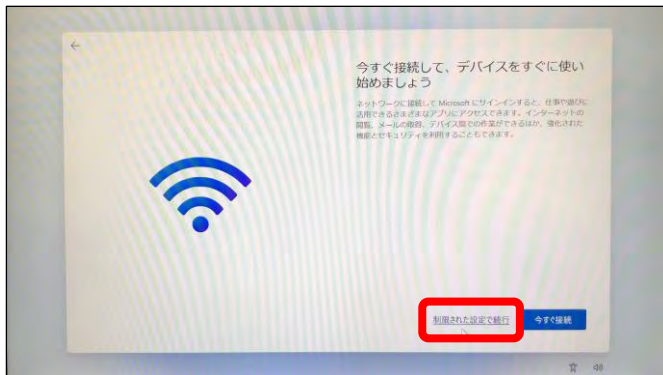 今すぐ接続して、デバイスをすぐに使い
始めましょう
ネットワークに接続して Microsoft にサインインすると、仕事や遊びに
活用できるさまざまなアプリにアクセスできます。インターネットの
閲覧、メールの取得、デバイス間での作業ができるほか、強化された
機能とセキュリティを利用することもできます。
制限された設定で続行
今すぐ接続